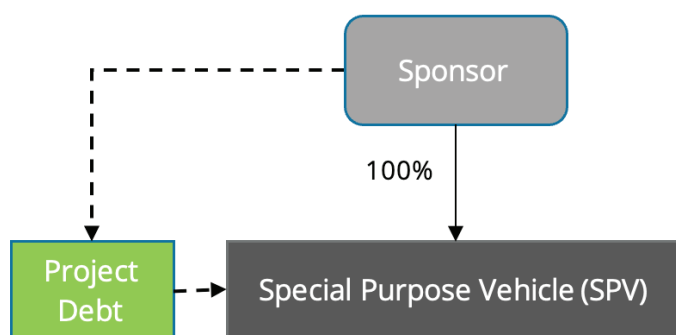 Sponsor
100%
Project
Debt
Special Purpose Vehicle (SPV)